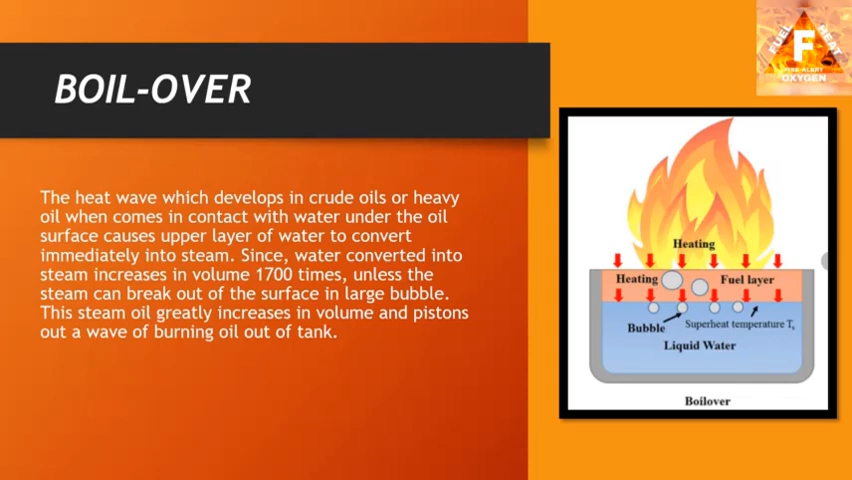 BOIL-OVER
The heat wave which develops in crude oils or heavy
oil when comes in contact with water under the oil
surface causes upper layer of water to convert
immediately into steam. Since, water converted into
steam increases in volume 1700 times, unless the
steam can break out of the surface in large bubble.
This steam oil greatly increases in volume and pistons
out a wave of burning oil out of tank.
FUEL
HEAT
F
FIRE-ALERT
OXYGEN
Heating
Heating
Fuel layer
Bubble
Superheat temperature Ts
Liquid Water
Boilover